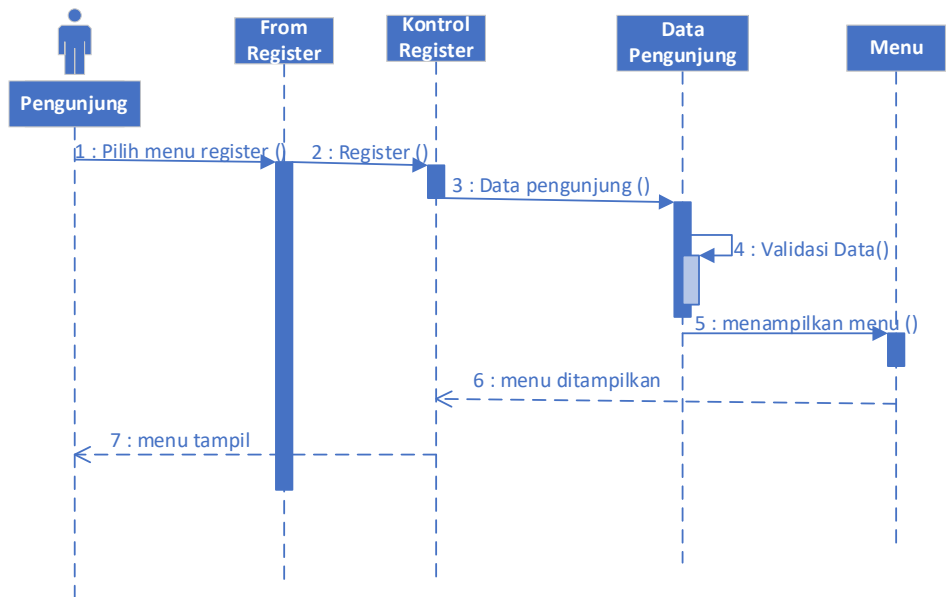 From
Register
Kontrol
Register
Data
Pengunjung
Menu
Pengunjung
1 : Pilih menu register ()
2 : Register ()
3 : Data pengunjung ()
4 : Validasi Data()
5 : menampilkan menu ()
6 : menu ditampilkan
7 : menu tampil